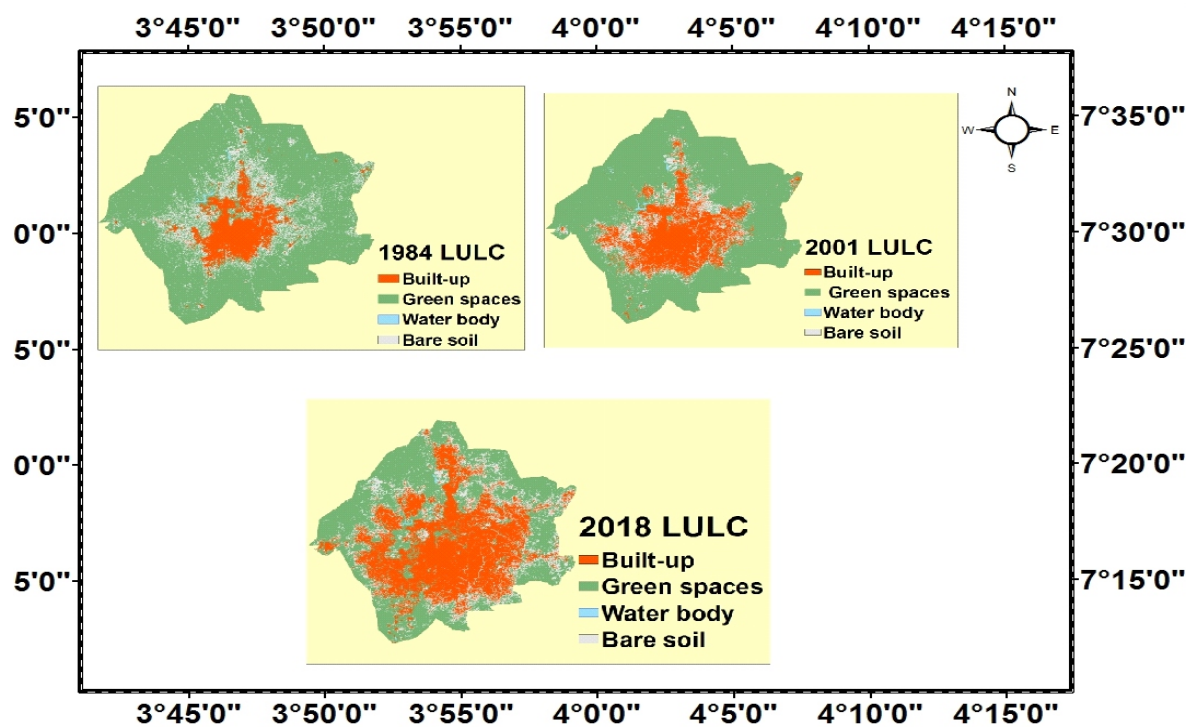 3°45'0" 3°50'0" 3°55'0" 4°0'0" 4°5'0" 4°10'0" 4°15'0"
5'0" 7°35'0"
N
W E
S
0'0" 7°30'0"
1984 LULC
Built-up
Green spaces
Water body
Bare soil
2001 LULC
Built-up
Green spaces
Water body
Bare soil
5'0" 7°25'0"
0'0" 7°20'0"
2018 LULC
Built-up
Green spaces
Water body
Bare soil
5'0" 7°15'0"
3°45'0" 3°50'0" 3°55'0" 4°0'0" 4°5'0" 4°10'0" 4°15'0"